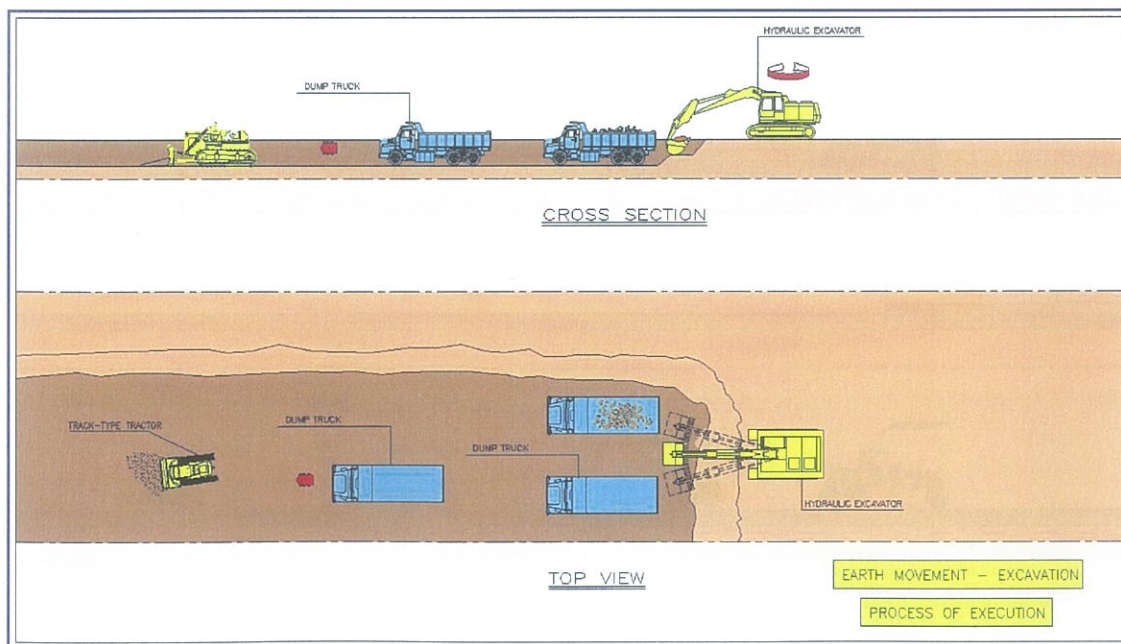 HYDRAULIC EXCAVATOR
DUMP TRUCK
CROSS SECTION
TRACK-TYPE TRACTOR
DUMP TRUCK
DUMP TRUCK
HYDRAULIC EXCAVATOR
TOP VIEW
EARTH MOVEMENT - EXCAVATION
PROCESS OF EXECUTION